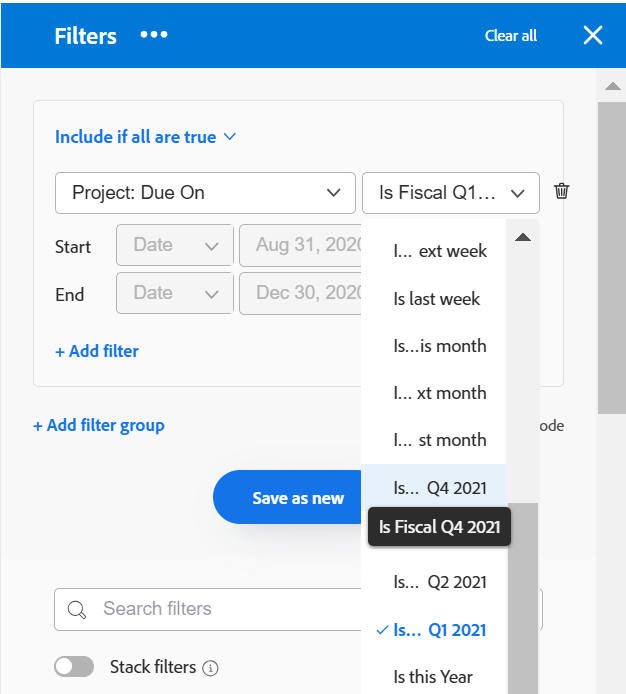 Filters •••
Clear all
Include if all are true
Project: Due On
Is Fiscal Q1...
Start
Date
Aug 31, 2020
End
Date
Dec 30, 2020
+ Add filter
+ Add filter group
ode
Save as new
Search filters
Stack filters
I... ext week
Is last week
Is...is month
I... xt month
I... st month
Is... Q4 2021
Is Fiscal Q4 2021
Is... Q2 2021
Is... Q1 2021
Is this Year